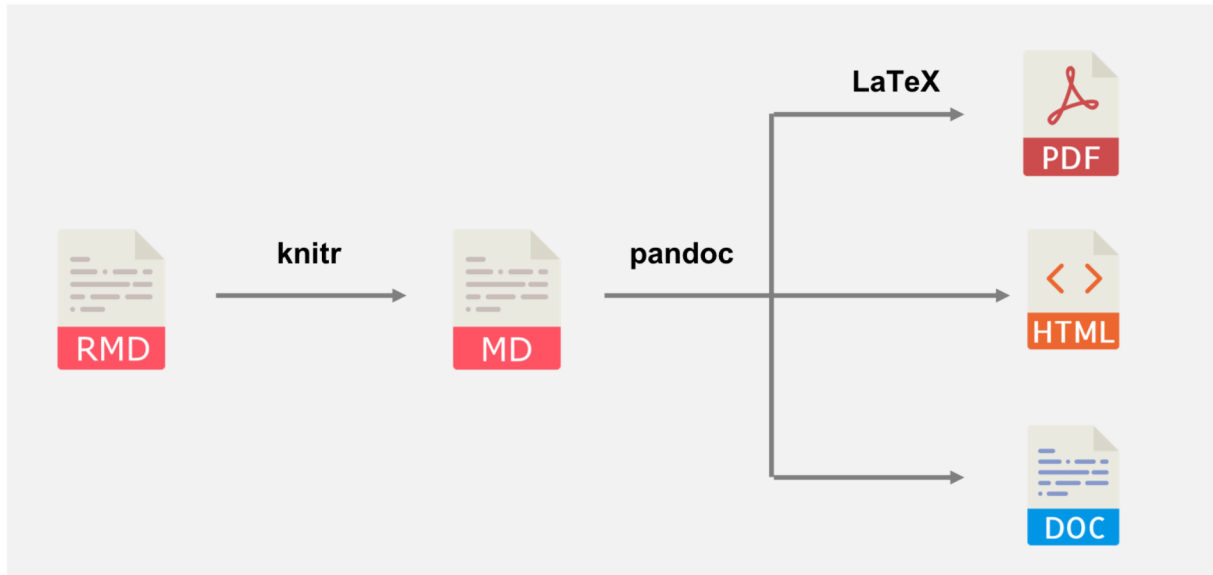 LaTeX
PDF
knitr
pandoc
RMD
MD
HTML
DOC